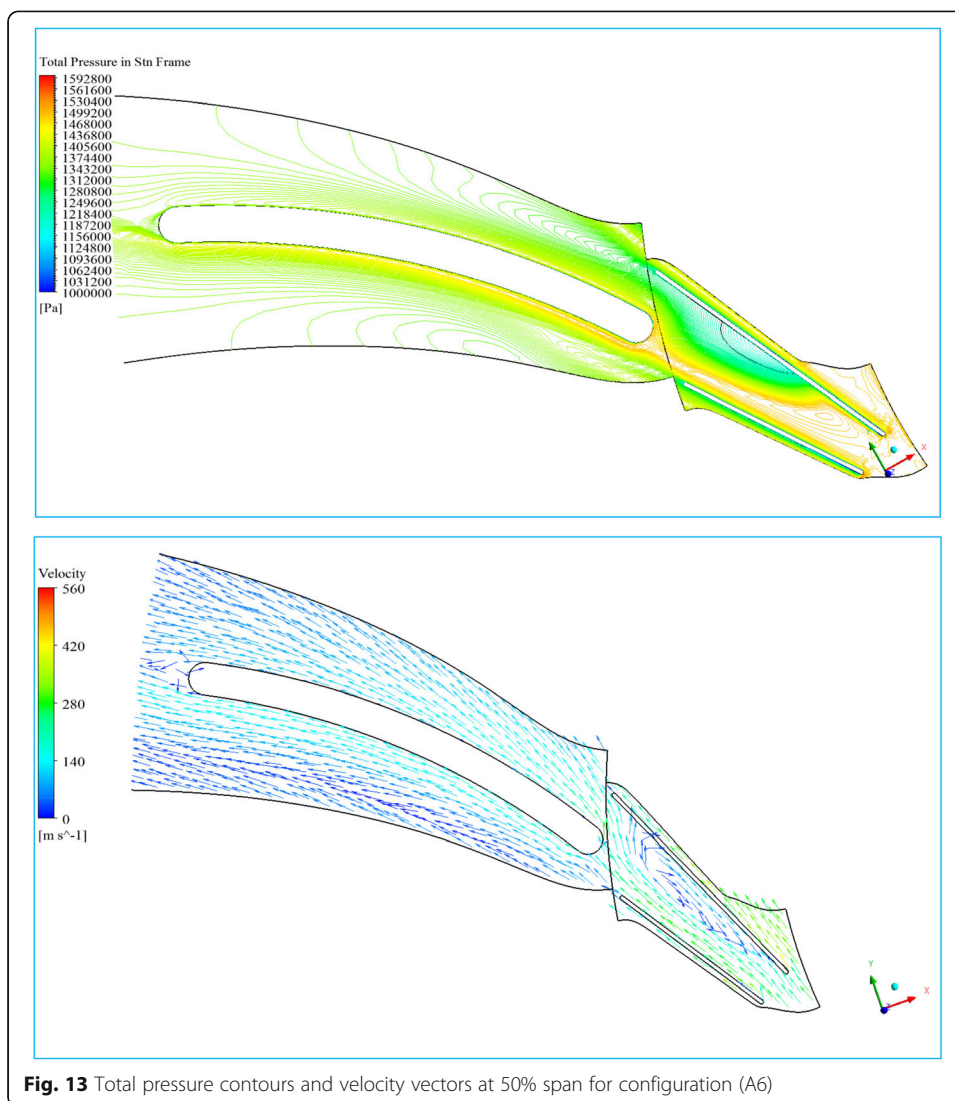 Total Pressure in Stn Frame
1592800
1561600
1530400
1499200
1468000
1436800
1405600
1374400
1343200
1312000
1280800
1249600
1218400
1187200
1156000
1124800
1093600
1062400
1031200
1000000
[Pa]
Y
X
Z
Velocity
560
420
280
140
0
[m s^-1]
Y
X
Z
Fig. 13 Total pressure contours and velocity vectors at 50% span for configuration (A6)